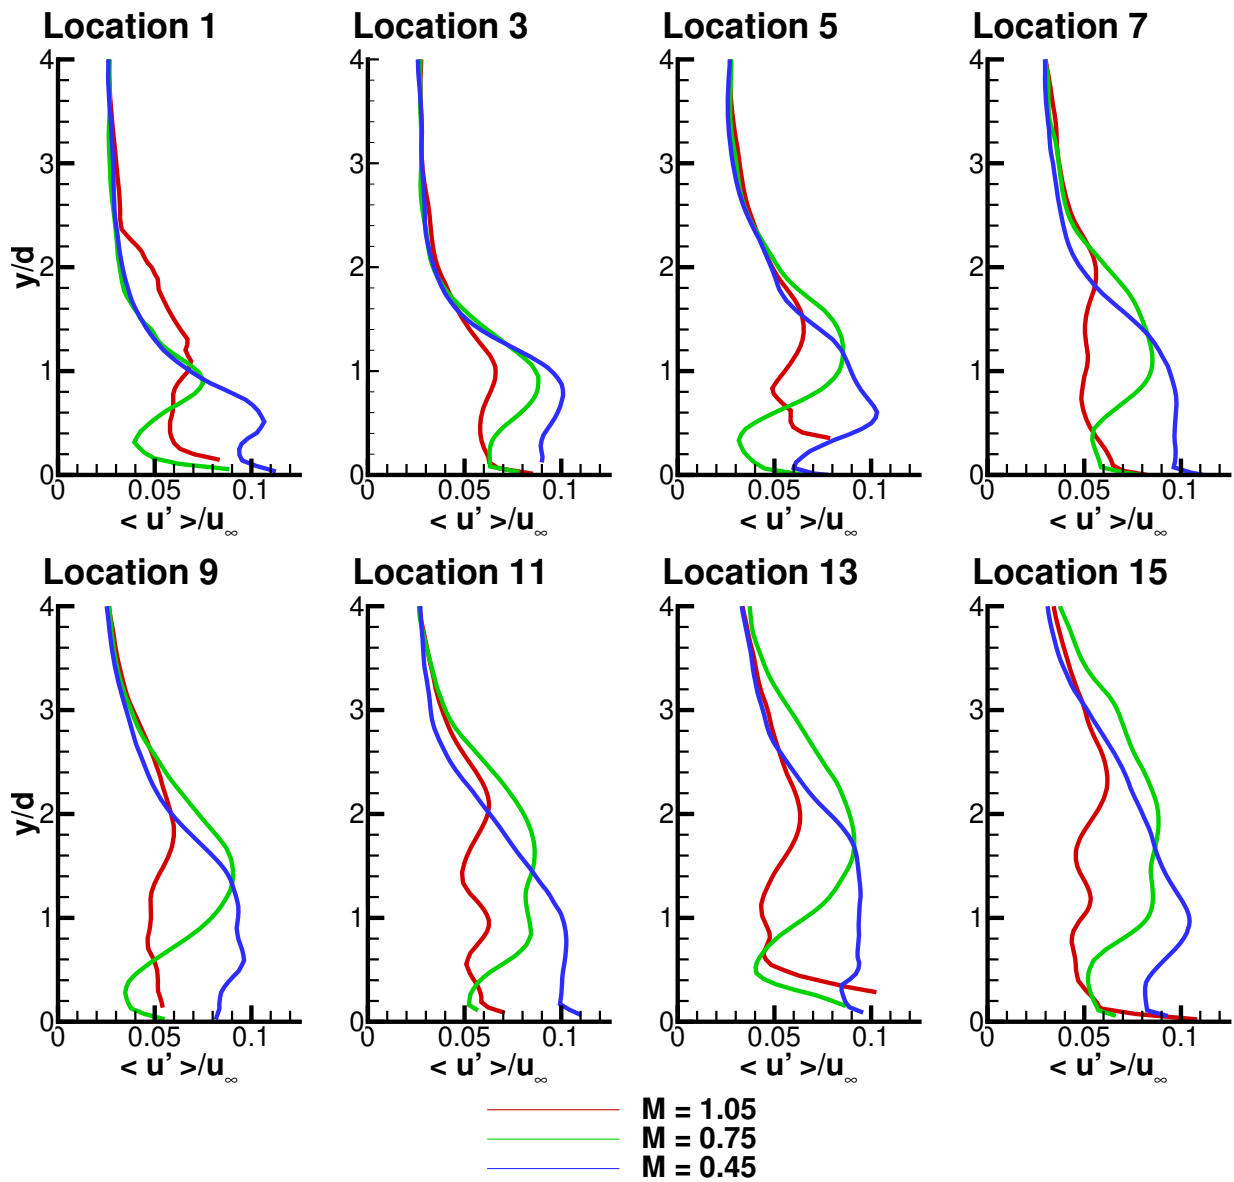 Location 1 Location 3 Location 5 Location 7
4 4 4 4
3 3 3 3
y/d
2 2 2 2
1 1 1 1
0 0 0 0
0 0.05 0.1 0 0.05 0.1 0 0.05 0.1 0 0.05 0.1
< u' >/u∞ < u' >/u∞ < u' >/u∞ < u' >/u∞
Location 9 Location 11 Location 13 Location 15
4 4 4 4
3 3 3 3
y/d
2 2 2 2
1 1 1 1
0 0 0 0
0 0.05 0.1 0 0.05 0.1 0 0.05 0.1 0 0.05 0.1
< u' >/u∞ < u' >/u∞ < u' >/u∞ < u' >/u∞
M = 1.05
M = 0.75
M = 0.45